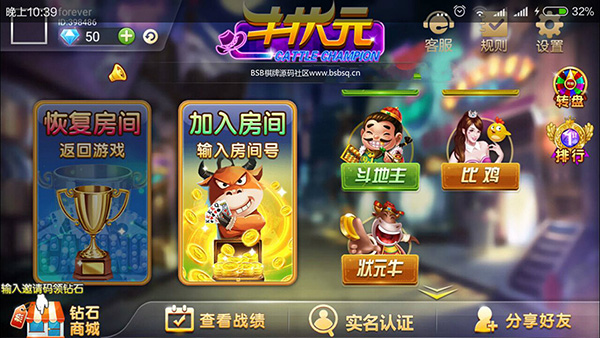 晚上10:39
32%
forever
ID:398486
50
牛状元
CATTLE CHAMPION
BSB棋牌源码社区www.bsbsq.cn
客服
规则
设置
恢复房间
返回游戏
加入房间
输入房间号
斗地主
比鸡
状元牛
转盘
排行
输入邀请码领钻石
钻石
商城
查看战绩
实名认证
分享好友